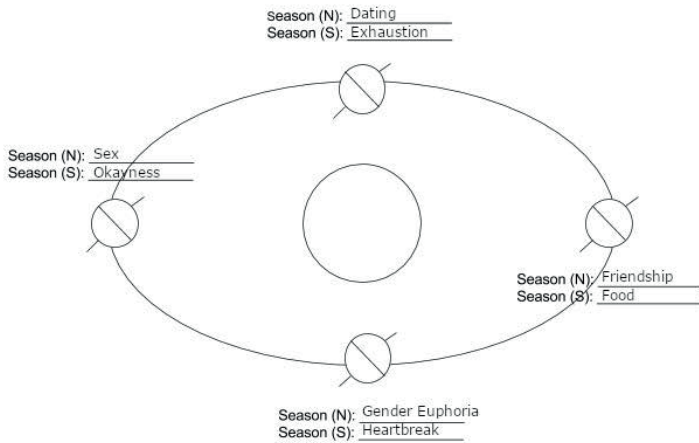 Season (N): Dating
Season (S): Exhaustion
Season (N): Sex
Season (S): Okayness
Season (N): Friendship
Season (S): Food
Season (N): Gender Euphoria
Season (S): Heartbreak